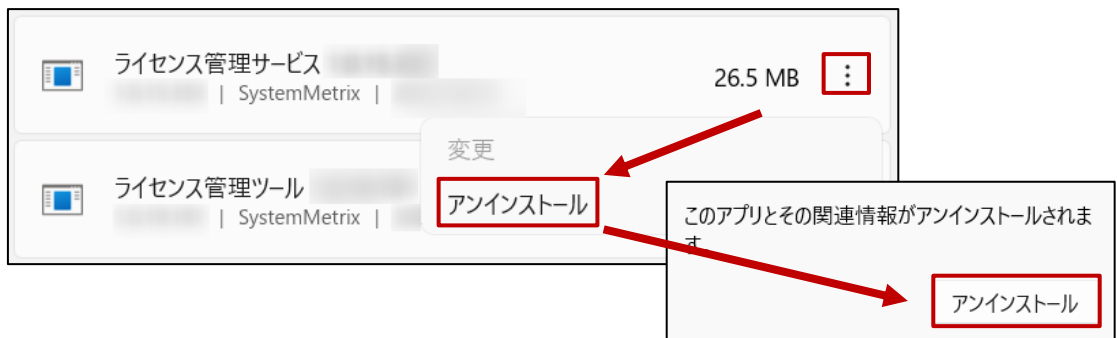 ライセンス管理サービス
| SystemMetrix |
26.5 MB
変更
アンインストール
ライセンス管理ツール
| SystemMetrix |
このアプリとその関連情報がアンインストールされま
す。
アンインストール